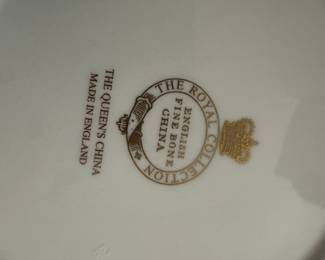 THE ROYAL COLLECTION
ENGLISH
FINE BONE
CHINA
THE QUEEN'S CHINA
MADE IN ENGLAND